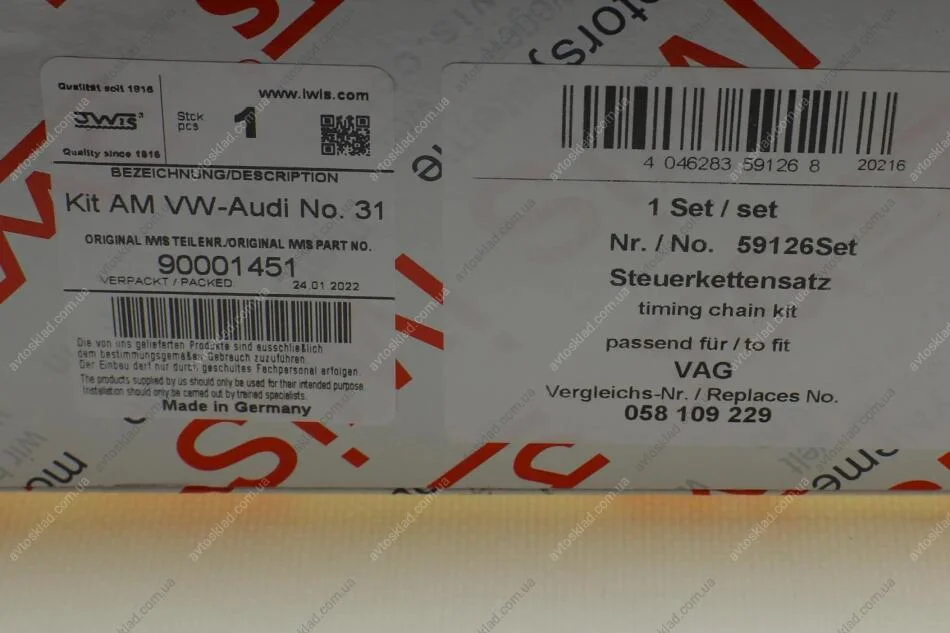 Qualität seit 1916
JWIS
Quality since 1916
Stck
pcs
1
www.iwis.com
BEZEICHNUNG/DESCRIPTION
Kit AM VW-Audi No. 31
ORIGINAL IWIS TEILENR./ORIGINAL IWIS PART NO.
90001451
VERPACKT / PACKED 24.01.2022
Die von uns gelieferten Produkte sind ausschließlich
dem bestimmungsgemäßen Gebrauch zuzuführen.
Der Einbau darf nur durch geschultes Fachpersonal erfolgen.
The products supplied by us should only be used for their intended purpose.
Installation should only be carried out by trained specialists.
Made in Germany
4 046283 59126 8 20216
1 Set / set
Nr. / No. 59126Set
Steuerkettensatz
timing chain kit
passend für / to fit
VAG
Vergleichs-Nr. / Replaces No.
058 109 229
avtosklad.com.ua